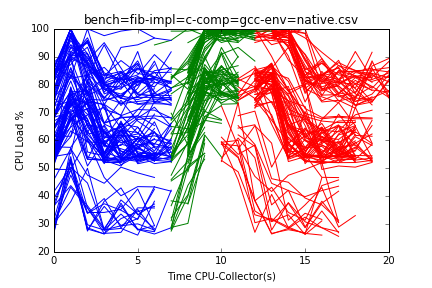 bench=fib-impl=c-comp=gcc-env=native.csv
100
90
80
70
60
50
40
30
20
CPU Load %
0 5 10 15 20
Time CPU-Collector(s)